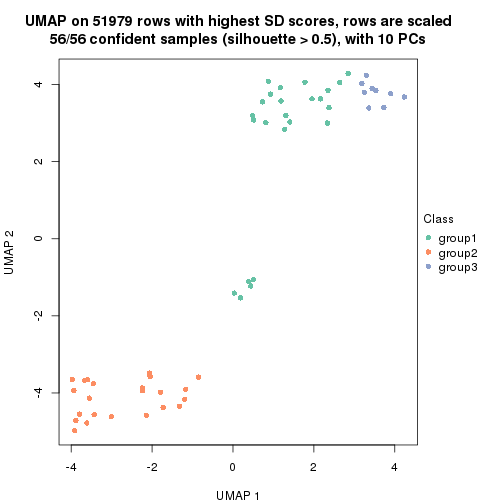 UMAP on 51979 rows with highest SD scores, rows are scaled
56/56 confident samples (silhouette > 0.5), with 10 PCs
4
2
0
-2
-4
UMAP 2
-4
-2
0
2
4
UMAP 1
Class
group1
group2
group3